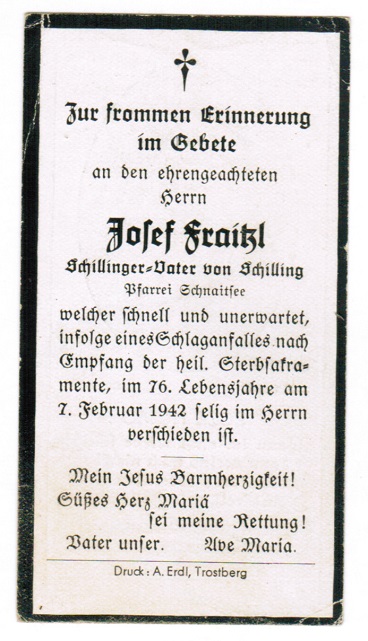 Zur frommen Erinnerung
im Gebete
an den ehrengeachteten
Herrn
Josef Fraitzl
Schillinger-Vater von Schilling
Pfarrei Schnaitsee
welcher schnell und unerwartet,
infolge eines Schlaganfalles nach
Empfang der heil. Sterbsakra-
mente, im 76. Lebensjahre am
7. Februar 1942 selig im Herrn
verschieden ist.
Mein Jesus Barmherzigkeit!
Süßes Herz Mariä
sei meine Rettung!
Vater unser. Ave Maria.
Druck: A. Erdl, Trostberg